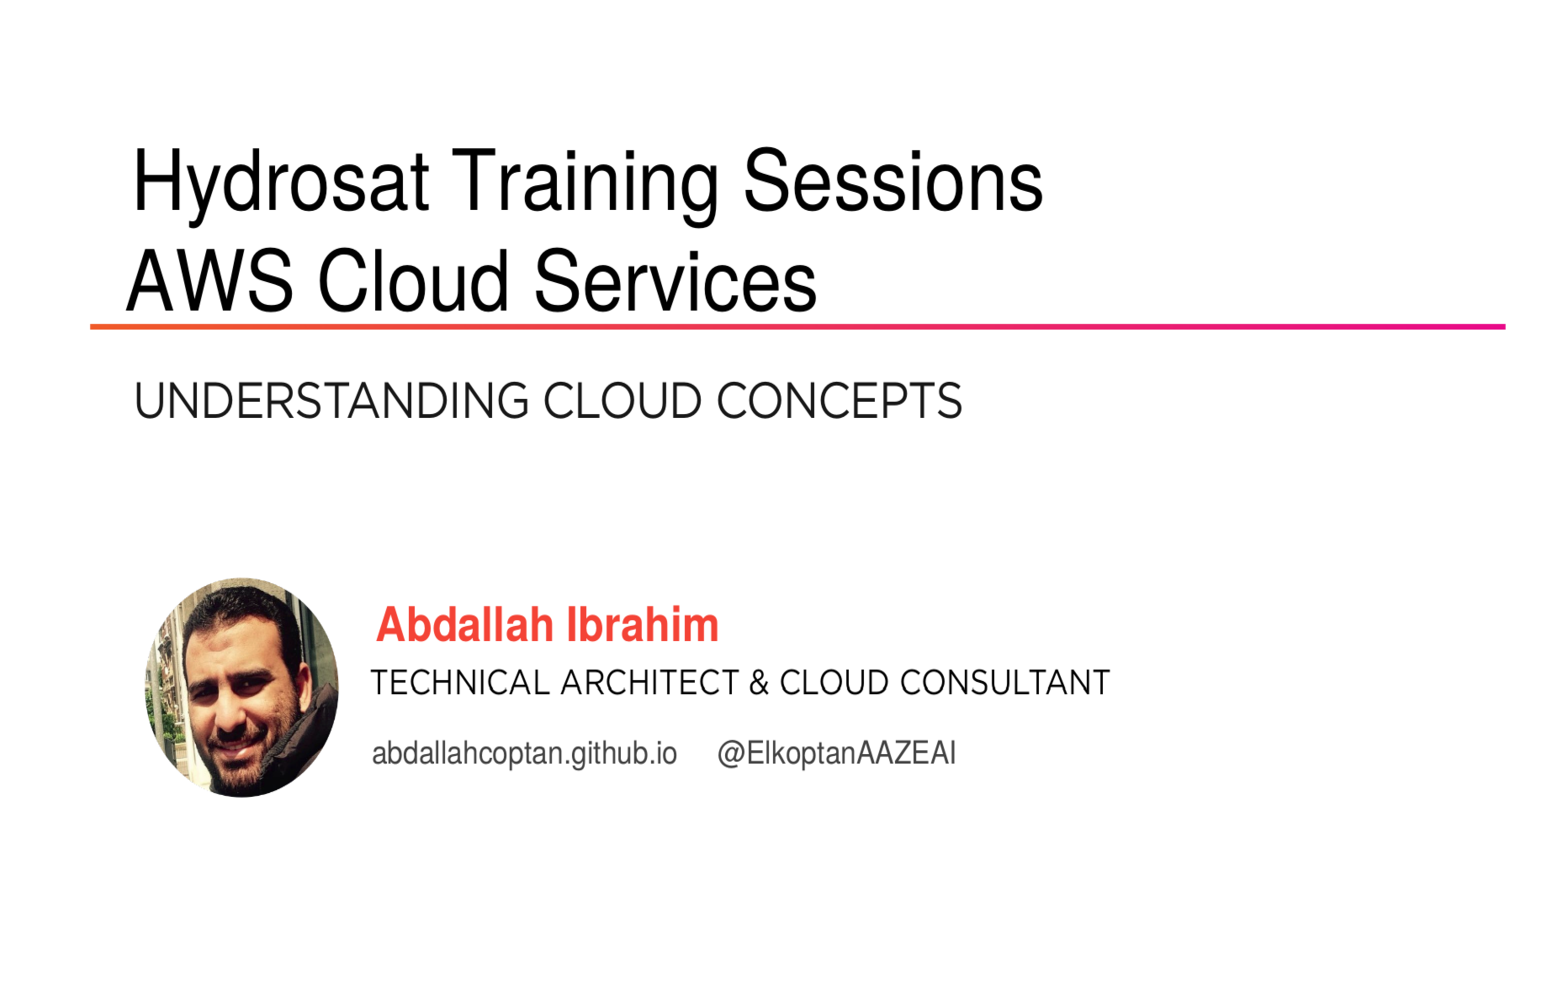 Hydrosat Training Sessions
AWS Cloud Services
UNDERSTANDING CLOUD CONCEPTS
Abdallah Ibrahim
TECHNICAL ARCHITECT & CLOUD CONSULTANT
abdallahcoptan.github.io @ElkoptanAAZEAI